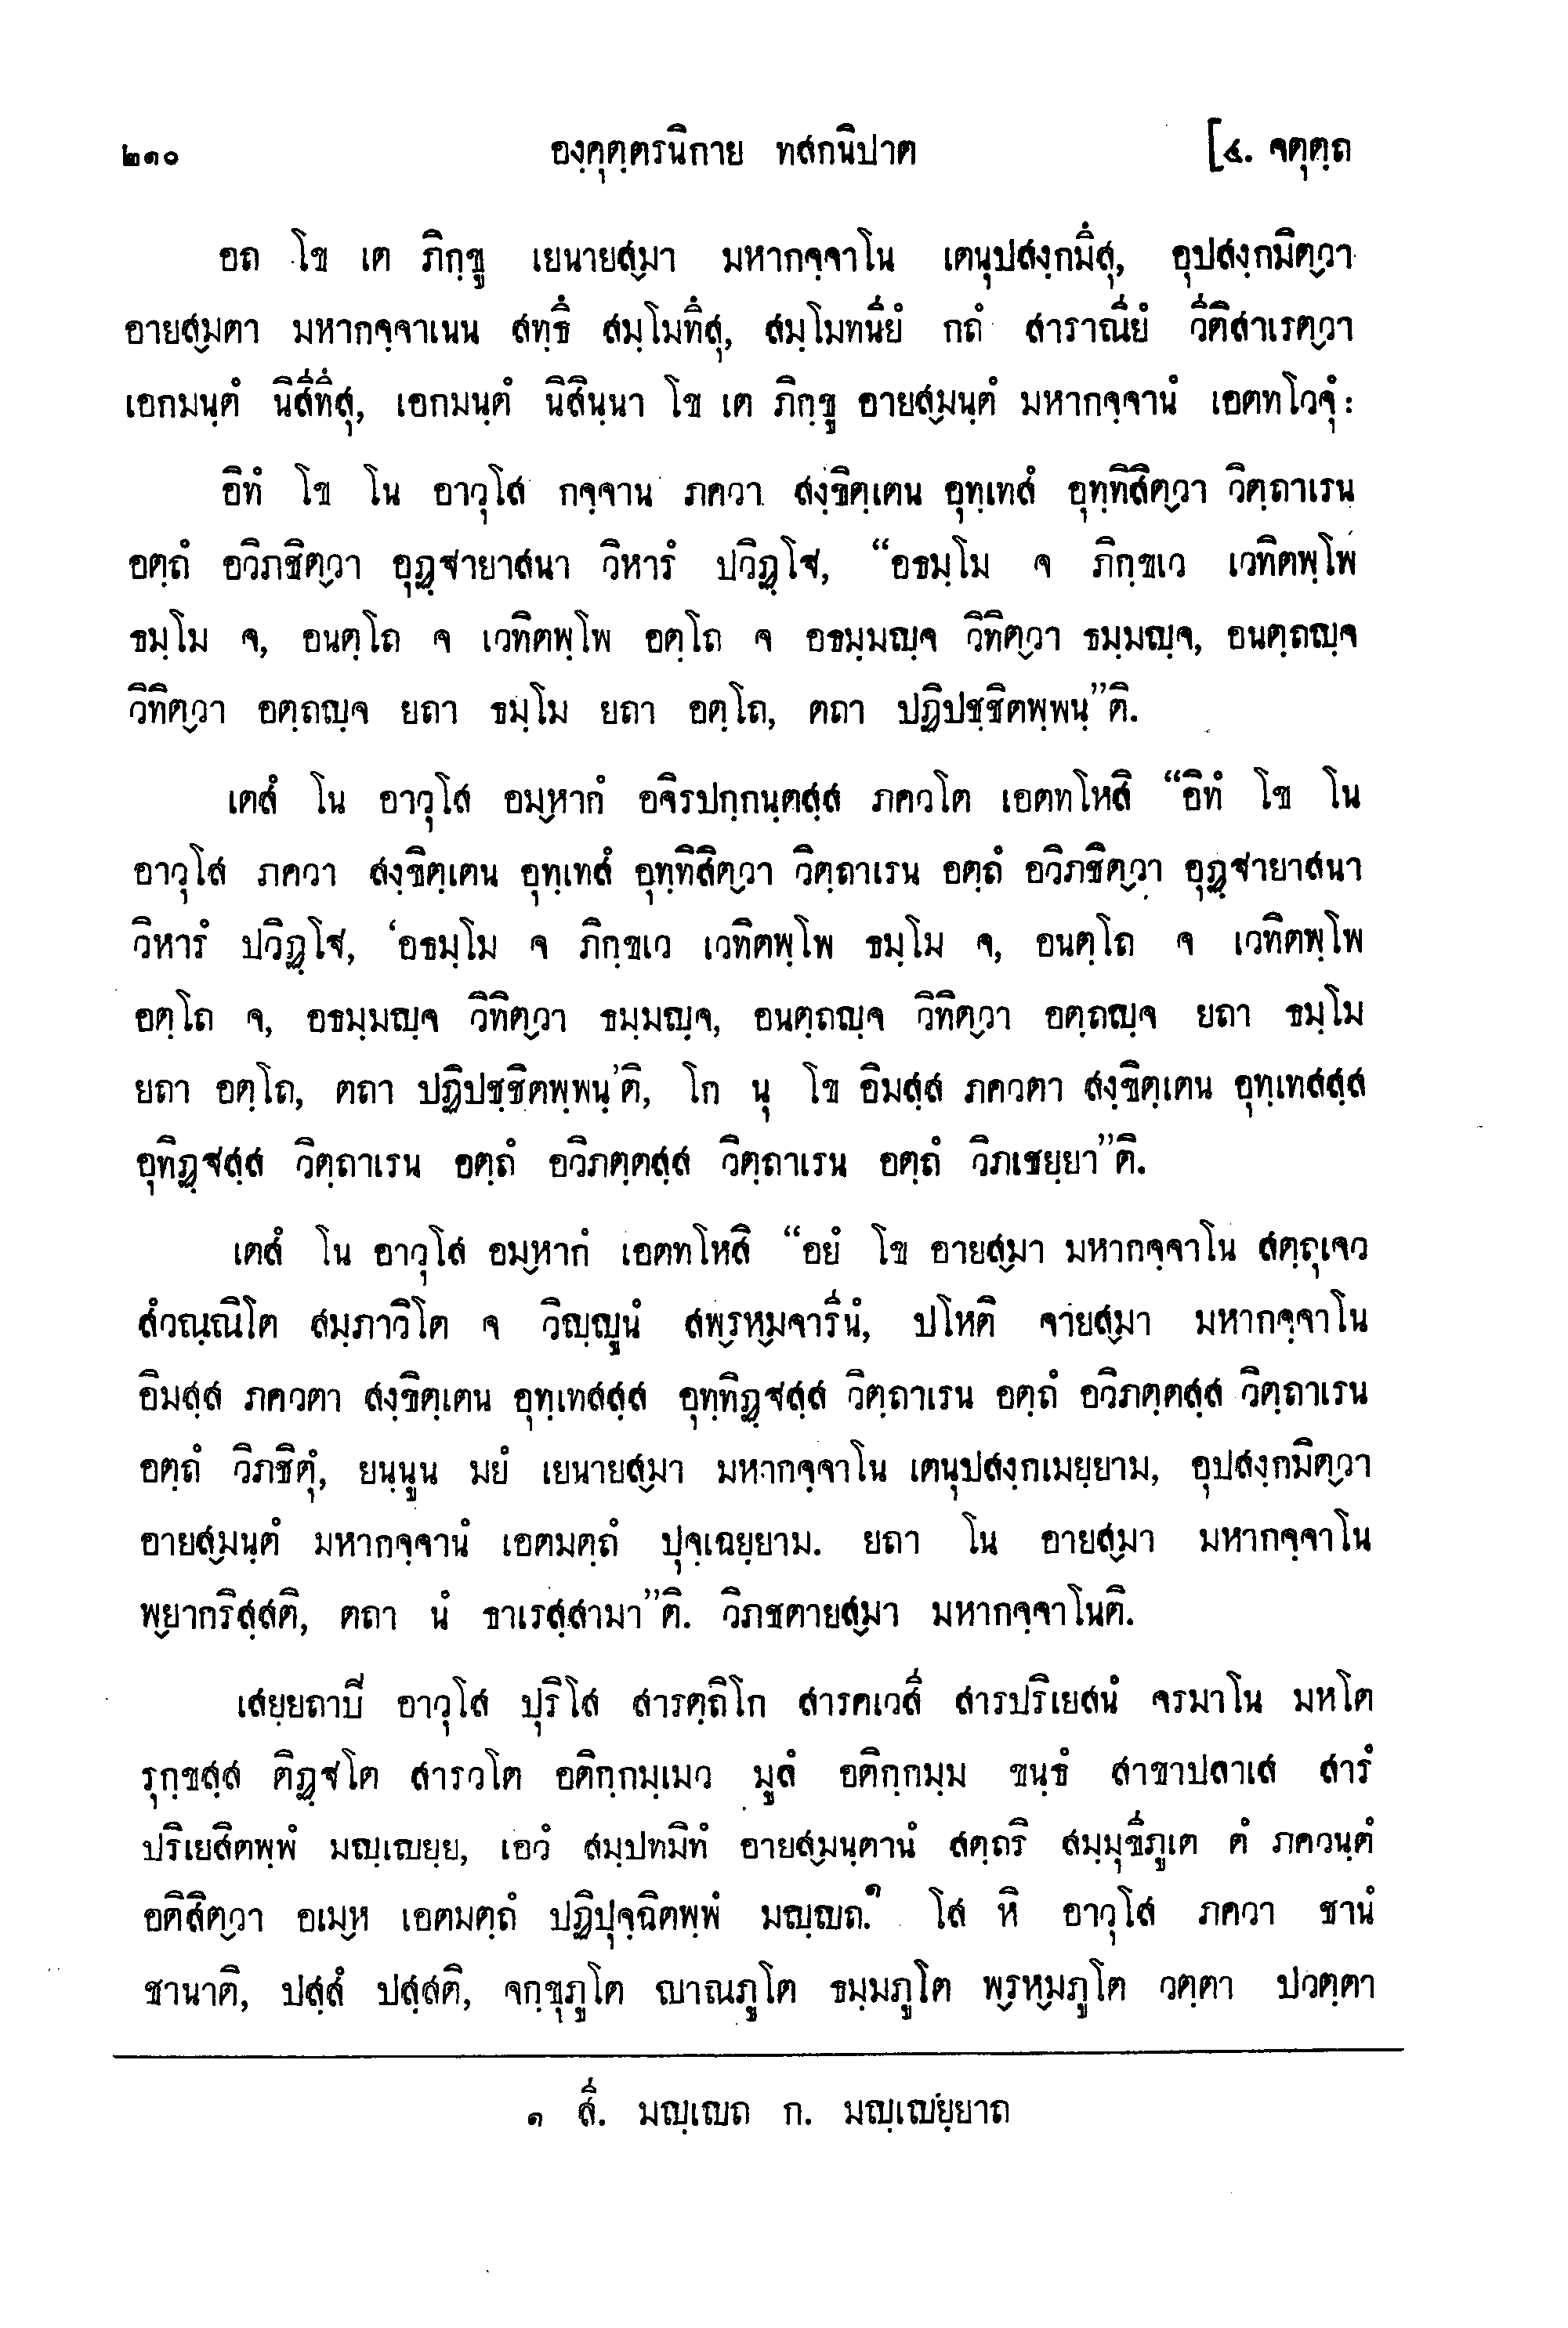 ๒๑๐ องฺคุตฺตรนิกาย ทสกนิปาต [๔. จตุตฺถ
อถ โข เต ภิกฺขู เยนายสฺมา มหากจฺจาโน เตนุปสงฺกมึสุ, อุปสงฺกมิตฺวา
อายสฺมตา มหากจฺจาเนน สทฺธึ สมฺโมทึสุ, สมฺโมทนียํ กถํ สาราณียํ วีติสาเรตฺวา
เอกมนฺตํ นิสีทึสุ, เอกมนฺตํ นิสินฺนา โข เต ภิกฺขู อายสฺมนฺตํ มหากจฺจานํ เอตทโวจุํ:
อิทํ โข โน อาวุโส กจฺจาน ภควา สงฺขิตฺเตน อุทฺเทสํ อุทฺทิสิตฺวา วิตฺถาเรน
อตฺถํ อวิภชิตฺวา อุฏฺฐายาสนา วิหารํ ปวิฏฺโฐ, “อธมฺโม จ ภิกฺขเว เวทิตพฺโพ
ธมฺโม จ, อนตฺโถ จ เวทิตพฺโพ อตฺโถ จ อธมฺมญฺจ วิทิตฺวา ธมฺมญฺจ, อนตฺถญฺจ
วิทิตฺวา อตฺถญฺจ ยถา ธมฺโม ยถา อตฺโถ, ตถา ปฏิปชฺชิตพฺพนฺ”ติ.
เตสํ โน อาวุโส อมฺหากํ อจิรปกฺกนฺตสฺส ภควโต เอตทโหสิ “อิทํ โข โน
อาวุโส ภควา สงฺขิตฺเตน อุทฺเทสํ อุทฺทิสิตฺวา วิตฺถาเรน อตฺถํ อวิภชิตฺวา อุฏฺฐายาสนา
วิหารํ ปวิฏฺโฐ, ‘อธมฺโม จ ภิกฺขเว เวทิตพฺโพ ธมฺโม จ, อนตฺโถ จ เวทิตพฺโพ
อตฺโถ จ, อธมฺมญฺจ วิทิตฺวา ธมฺมญฺจ, อนตฺถญฺจ วิทิตฺวา อตฺถญฺจ ยถา ธมฺโม
ยถา อตฺโถ, ตถา ปฏิปชฺชิตพฺพนฺ’ติ, โก นุ โข อิมสฺส ภควตา สงฺขิตฺเตน อุทฺเทสสฺส
อุทิฏฺฐสฺส วิตฺถาเรน อตฺถํ อวิภตฺตสฺส วิตฺถาเรน อตฺถํ วิภเชยฺยา”ติ.
เตสํ โน อาวุโส อมฺหากํ เอตทโหสิ “อยํ โข อายสฺมา มหากจฺจาโน สตฺถุเจว
สํวณฺณิโต สมฺภาวิโต จ วิญฺญูนํ สพฺรหฺมจารีนํ, ปโหติ จายสฺมา มหากจฺจาโน
อิมสฺส ภควตา สงฺขิตฺเตน อุทฺเทสสฺส อุทฺทิฏฺฐสฺส วิตฺถาเรน อตฺถํ อวิภตฺตสฺส วิตฺถาเรน
อตฺถํ วิภชิตุํ, ยนฺนูน มยํ เยนายสฺมา มหากจฺจาโน เตนุปสงฺกเมยฺยาม, อุปสงฺกมิตฺวา
อายสฺมนฺตํ มหากจฺจานํ เอตมตฺถํ ปุจฺเฉยฺยาม. ยถา โน อายสฺมา มหากจฺจาโน
พฺยากริสฺสติ, ตถา นํ ธาเรสฺสามา”ติ. วิภชตายสฺมา มหากจฺจาโนติ.
เสยฺยถาปี อาวุโส ปุริโส สารตฺถิโก สารคเวสี สารปริเยสนํ จรมาโน มหโต
รุกฺขสฺส ติฏฺฐโต สารวโต อติกฺกมฺเมว มูลํ อติกฺกมฺม ขนฺธํ สาขาปลาเส สารํ
ปริเยสิตพฺพํ มญฺเญยฺย, เอวํ สมฺปทมิทํ อายสฺมนฺตานํ สตฺถริ สมฺมุขีภูเต ตํ ภควนฺตํ
อติสิตฺวา อเมฺห เอตมตฺถํ ปฏิปุจฺฉิตพฺพํ มญฺญถ.๑ โส หิ อาวุโส ภควา ชานํ
ชานาติ, ปสฺสํ ปสฺสติ, จกฺขุภูโต ญาณภูโต ธมฺมภูโต พฺรหฺมภูโต วตฺตา ปวตฺตา
๑ สี. มญฺเญถ ก. มญฺเญยฺยาถ